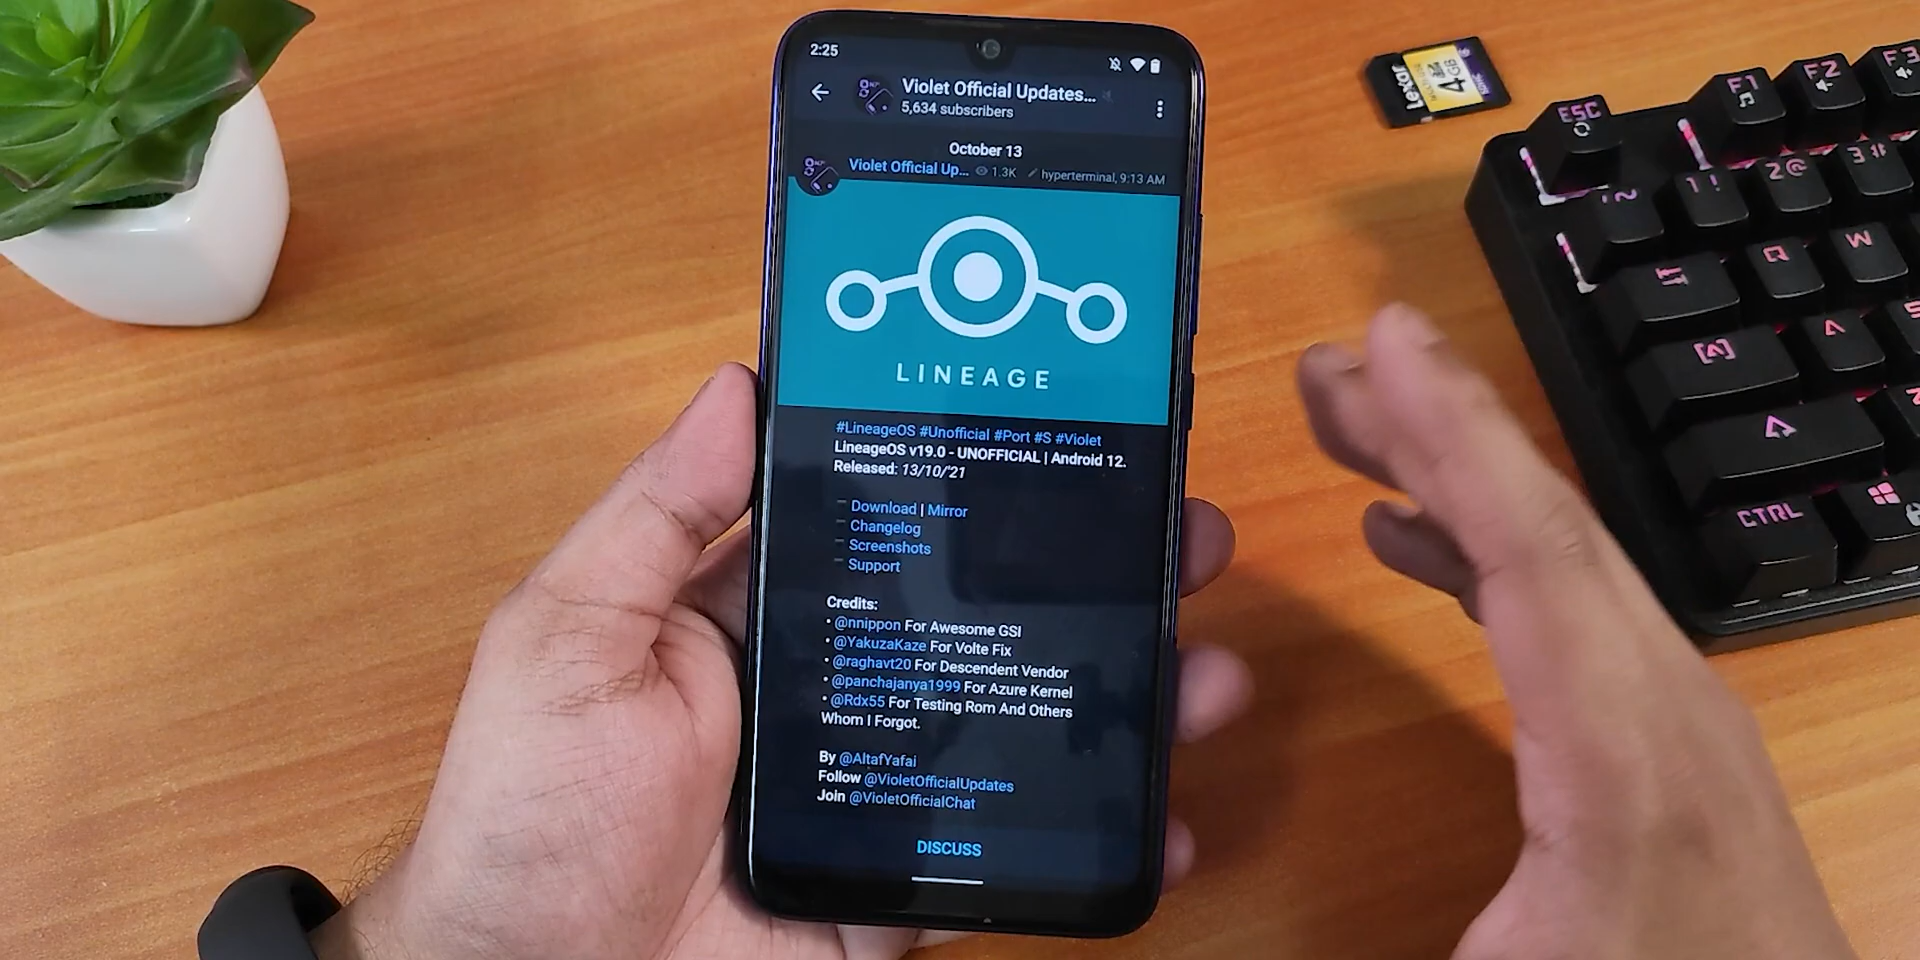 2:25
Violet Official Updates...
5,634 subscribers
October 13
Violet Official Up... 1.3K hyperterminal, 9:13 AM
LINEAGE
#LineageOS #Unofficial #Port #S #Violet
LineageOS v19.0 - UNOFFICIAL | Android 12.
Released: 13/10/'21
Download | Mirror
Changelog
Screenshots
Support
Credits:
• @nnippon For Awesome GSI
• @YakuzaKaze For Volte Fix
• @raghavt20 For Descendent Vendor
• @panchajanya1999 For Azure Kernel
• @Rdx55 For Testing Rom And Others
Whom I Forgot.
By @AltafYafai
Follow @VioletOfficialUpdates
Join @VioletOfficialChat
DISCUSS
Lexar
4GB
ESC
F1
F2
F3
~
1 !
2 @
3 #
Q
W
A
CTRL